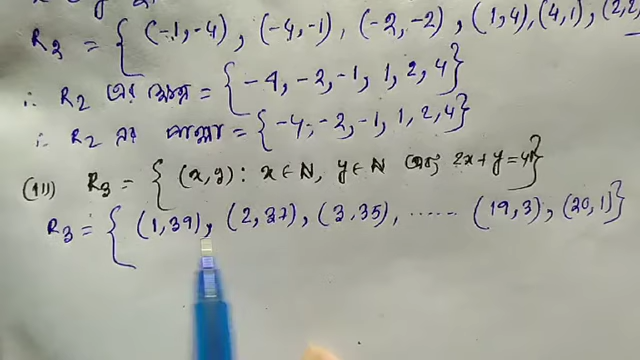 R₂ = { (-1,-4), (-4,-1), (-2,-2), (1,4), (4,1), (2,2
∴ R₂ এর = { -4, -2, -1, 1, 2, 4 }
∴ R₂ এর = { -4, -2, -1, 1, 2, 4 }
(iii) R₃ = { (x,y) : x ∈ N, y ∈ N এবং 2x + y = 41 }
R₃ = { (1,39), (2,37), (3,35), ...... (19,3), (20,1) }